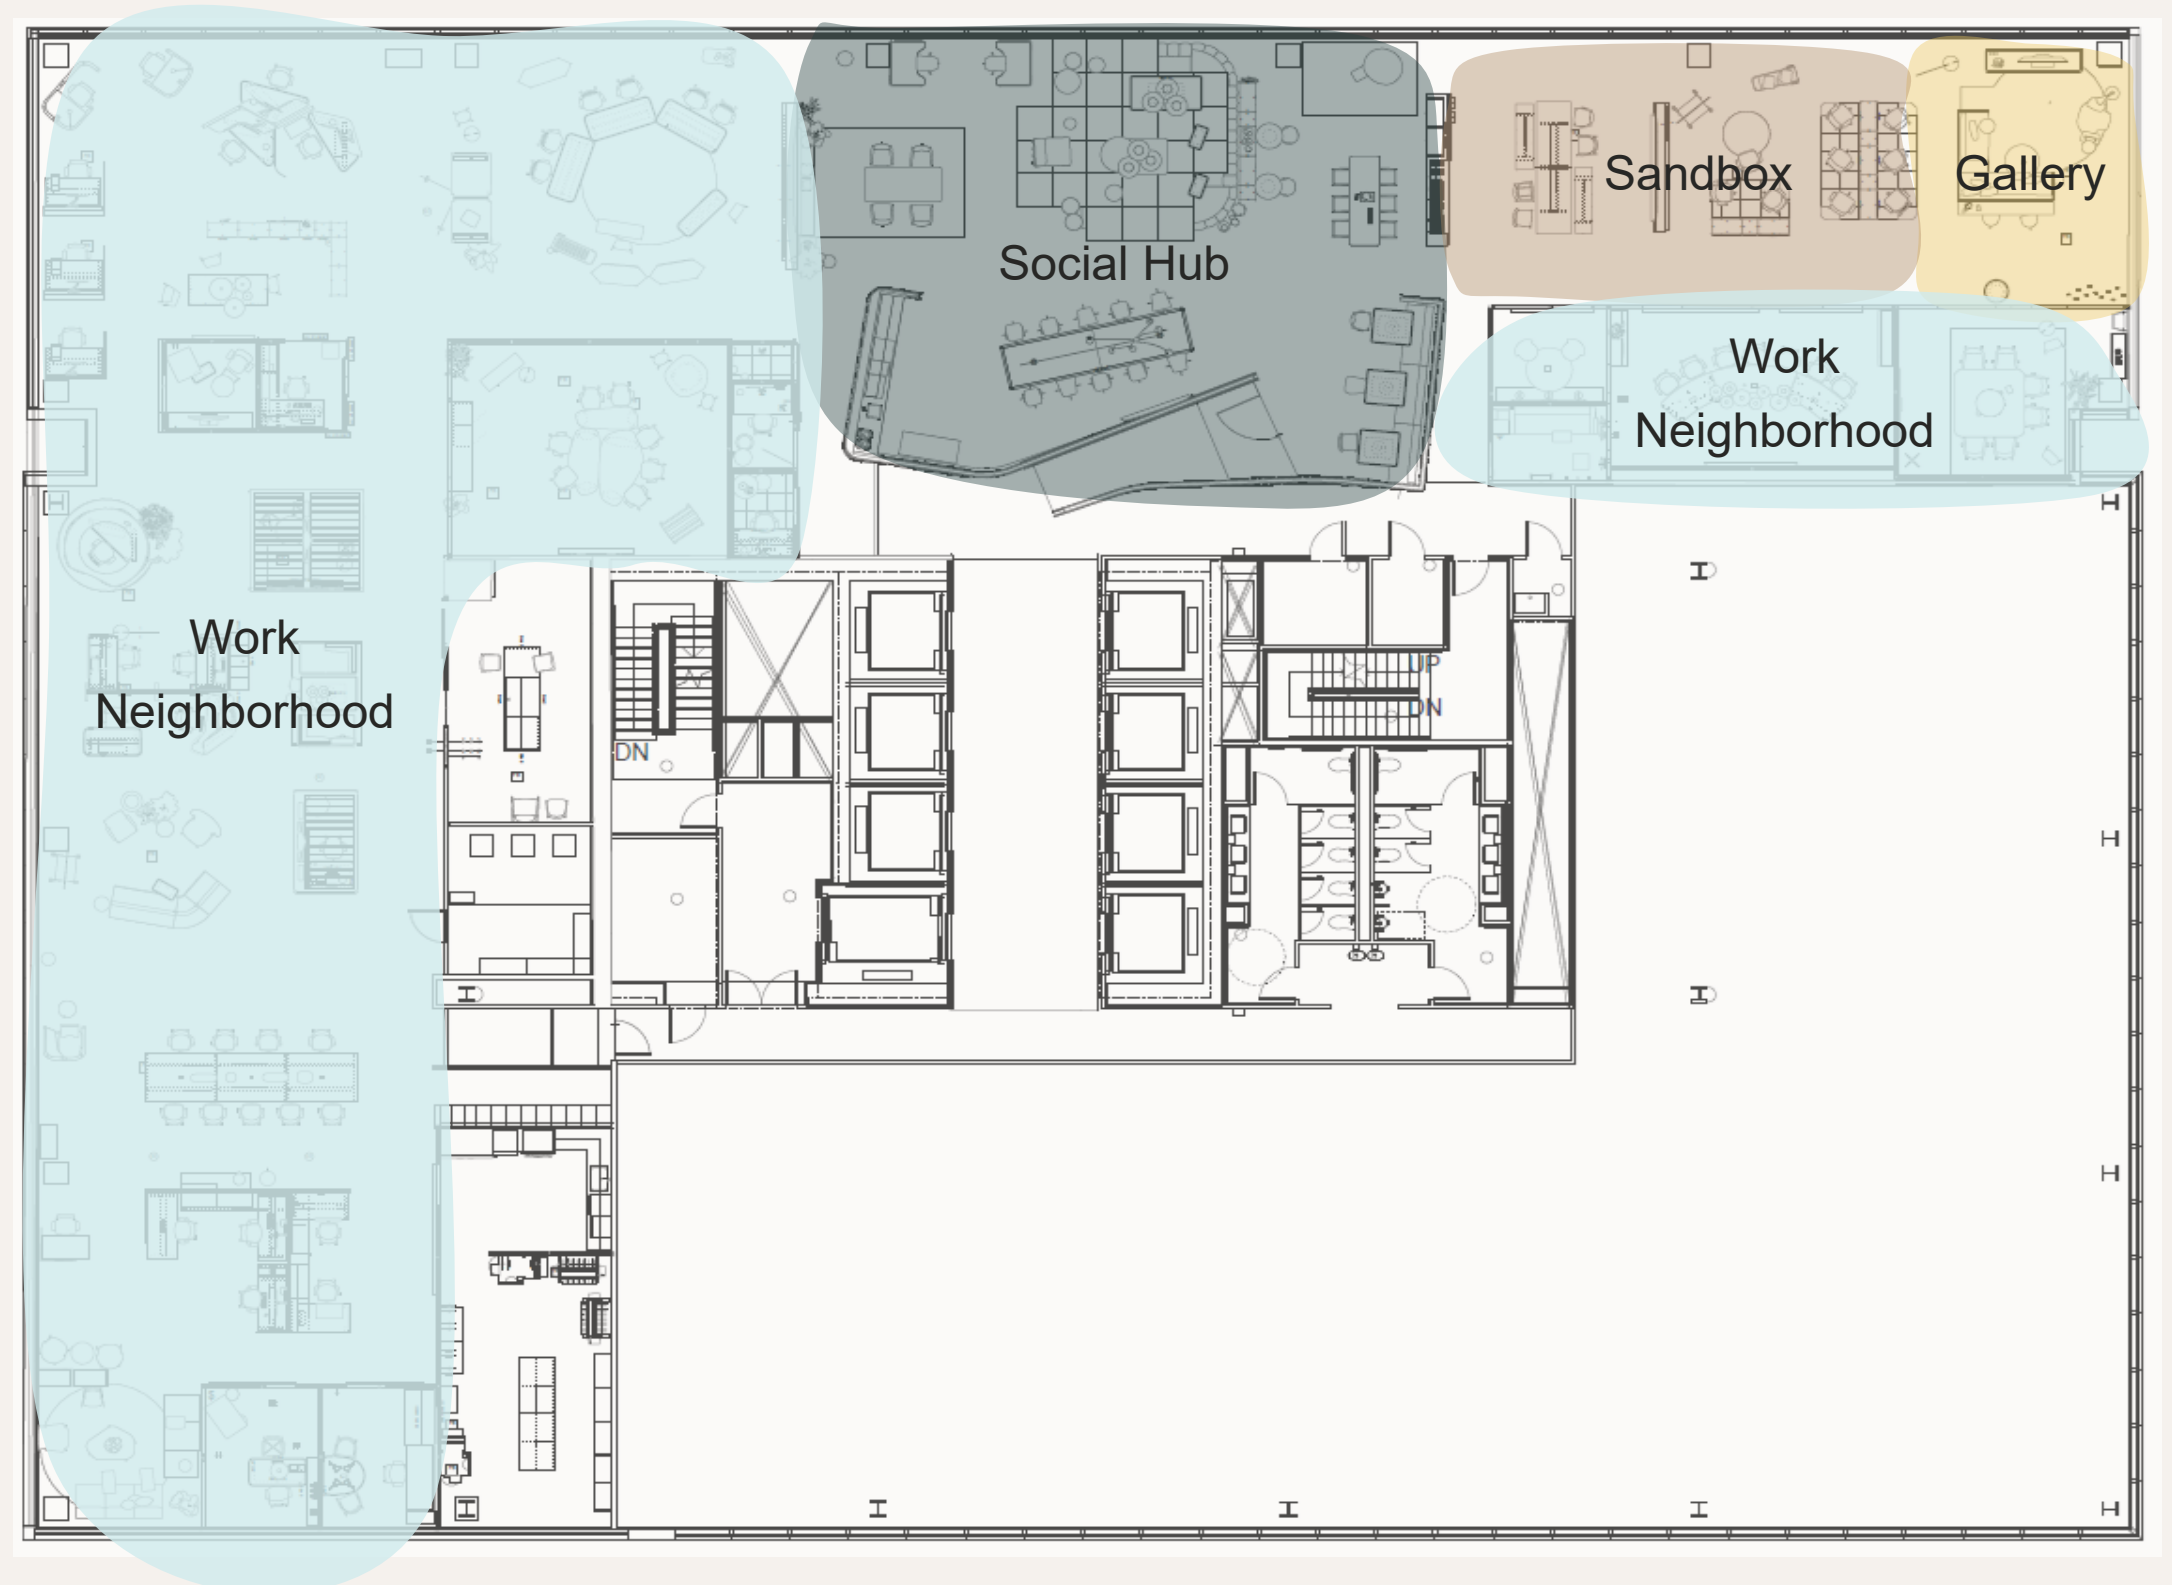 Social Hub
Sandbox
Gallery
Work
Neighborhood
Work
Neighborhood
UP
DN
DN